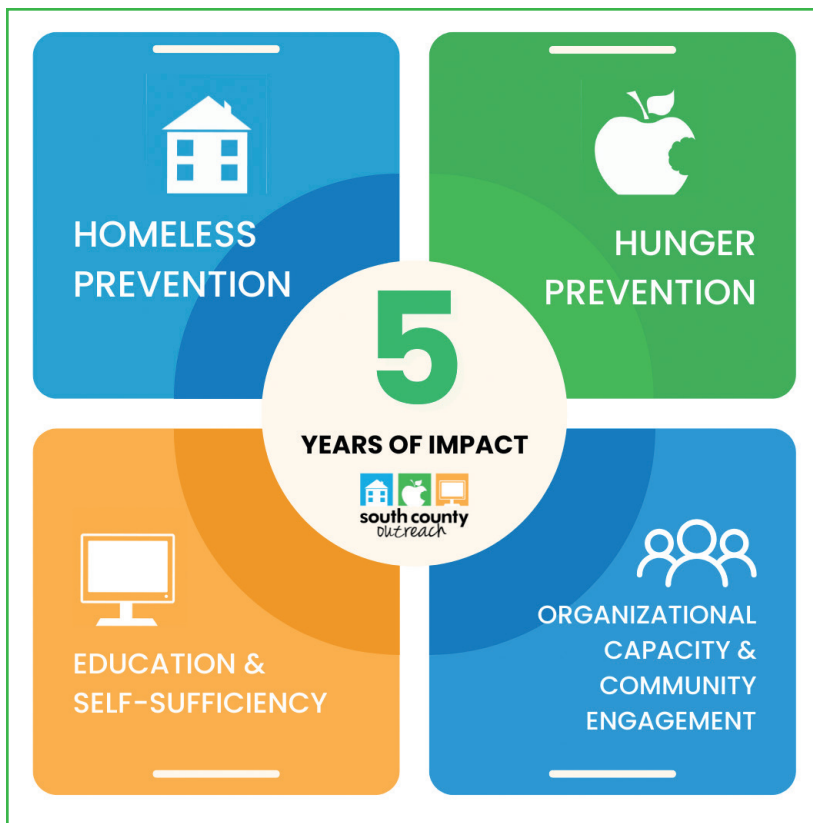 HOMELESS
PREVENTION
HUNGER
PREVENTION
5
YEARS OF IMPACT
south county
outreach
EDUCATION &
SELF-SUFFICIENCY
ORGANIZATIONAL
CAPACITY &
COMMUNITY
ENGAGEMENT